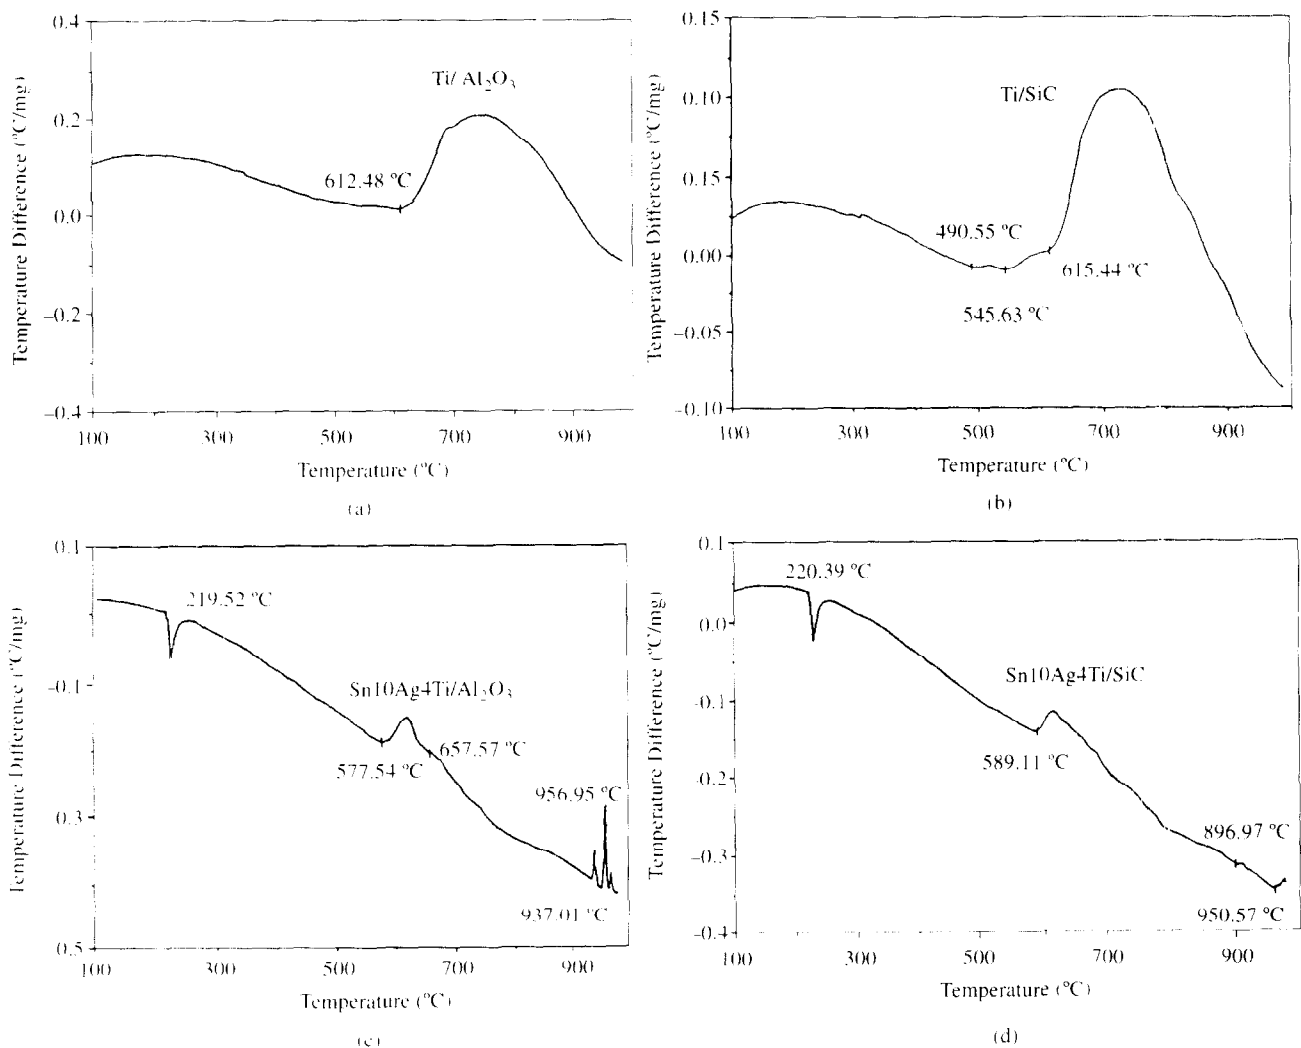 0.4
0.2
0.0
−0.2
−0.4
100
300
500
700
900
Temperature Difference (°C/mg)
Temperature (°C)
Ti/ Al₂O₃
612.48 °C
(a)
0.15
0.10
0.15
0.00
−0.05
−0.10
100
300
500
700
900
Temperature Difference (°C/mg)
Temperature (°C)
Ti/SiC
490.55 °C
615.44 °C
545.63 °C
(b)
0.1
-0.1
0.3
0.5
100
300
500
700
900
Temperature Difference (°C/mg)
Temperature (°C)
219.52 °C
Sn10Ag4Ti/Al₂O₃
657.57 °C
577.54 °C
956.95 °C
937.01 °C
(c)
0.1
0.0
−0.1
−0.2
−0.3
−0.4
100
300
500
700
900
Temperature Difference (°C/mg)
Temperature (°C)
220.39 °C
Sn10Ag4Ti/SiC
589.11 °C
896.97 °C
950.57 °C
(d)